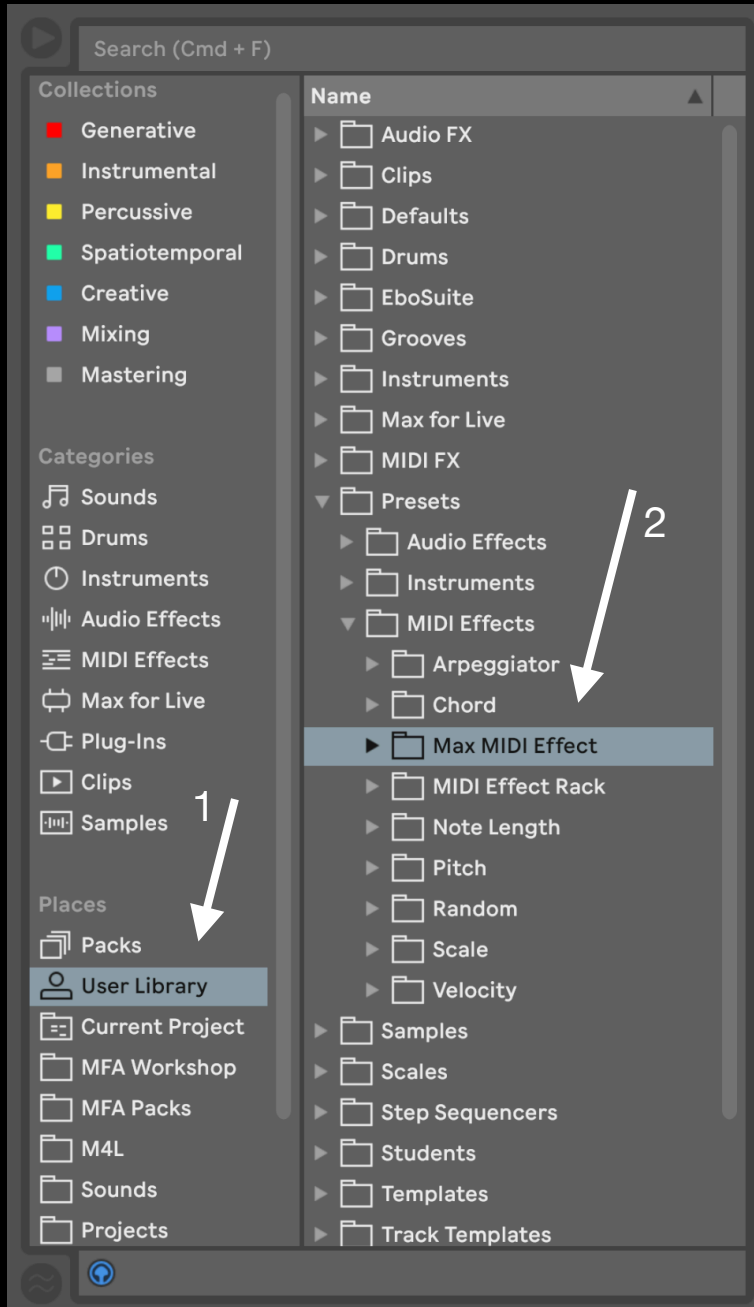 Search (Cmd + F)
Collections
Generative
Instrumental
Percussive
Spatiotemporal
Creative
Mixing
Mastering
Categories
Sounds
Drums
Instruments
Audio Effects
MIDI Effects
Max for Live
Plug-Ins
Clips
Samples
1
Places
Packs
User Library
Current Project
MFA Workshop
MFA Packs
M4L
Sounds
Projects
Name
Audio FX
Clips
Defaults
Drums
EboSuite
Grooves
Instruments
Max for Live
MIDI FX
Presets
2
Audio Effects
Instruments
MIDI Effects
Arpeggiator
Chord
Max MIDI Effect
MIDI Effect Rack
Note Length
Pitch
Random
Scale
Velocity
Samples
Scales
Step Sequencers
Students
Templates
Track Templates